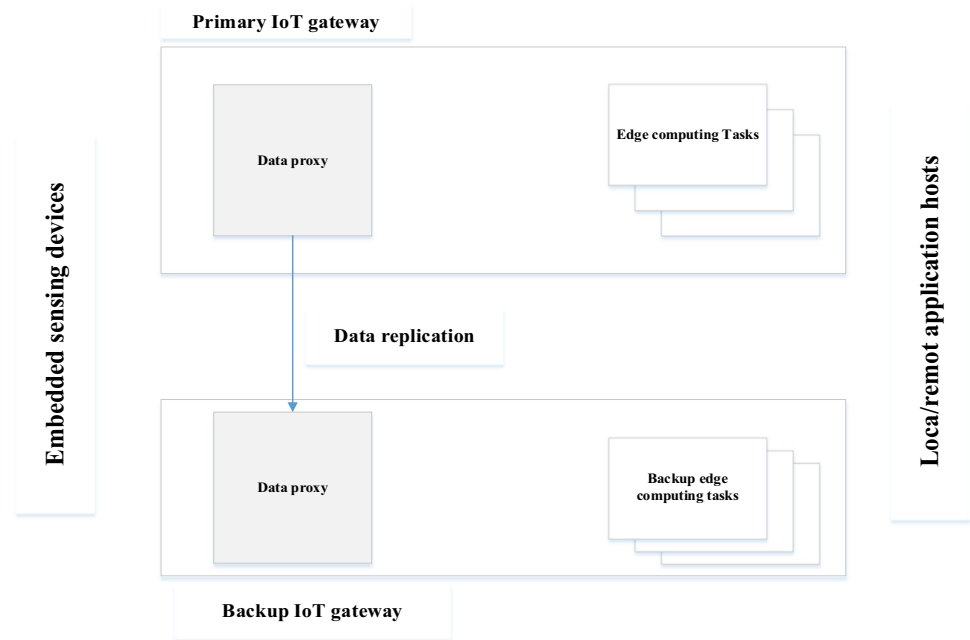 Primary IoT gateway
Data proxy
Edge computing Tasks
Embedded sensing devices
Data replication
Loca/remot application hosts
Data proxy
Backup edge
computing tasks
Backup IoT gateway